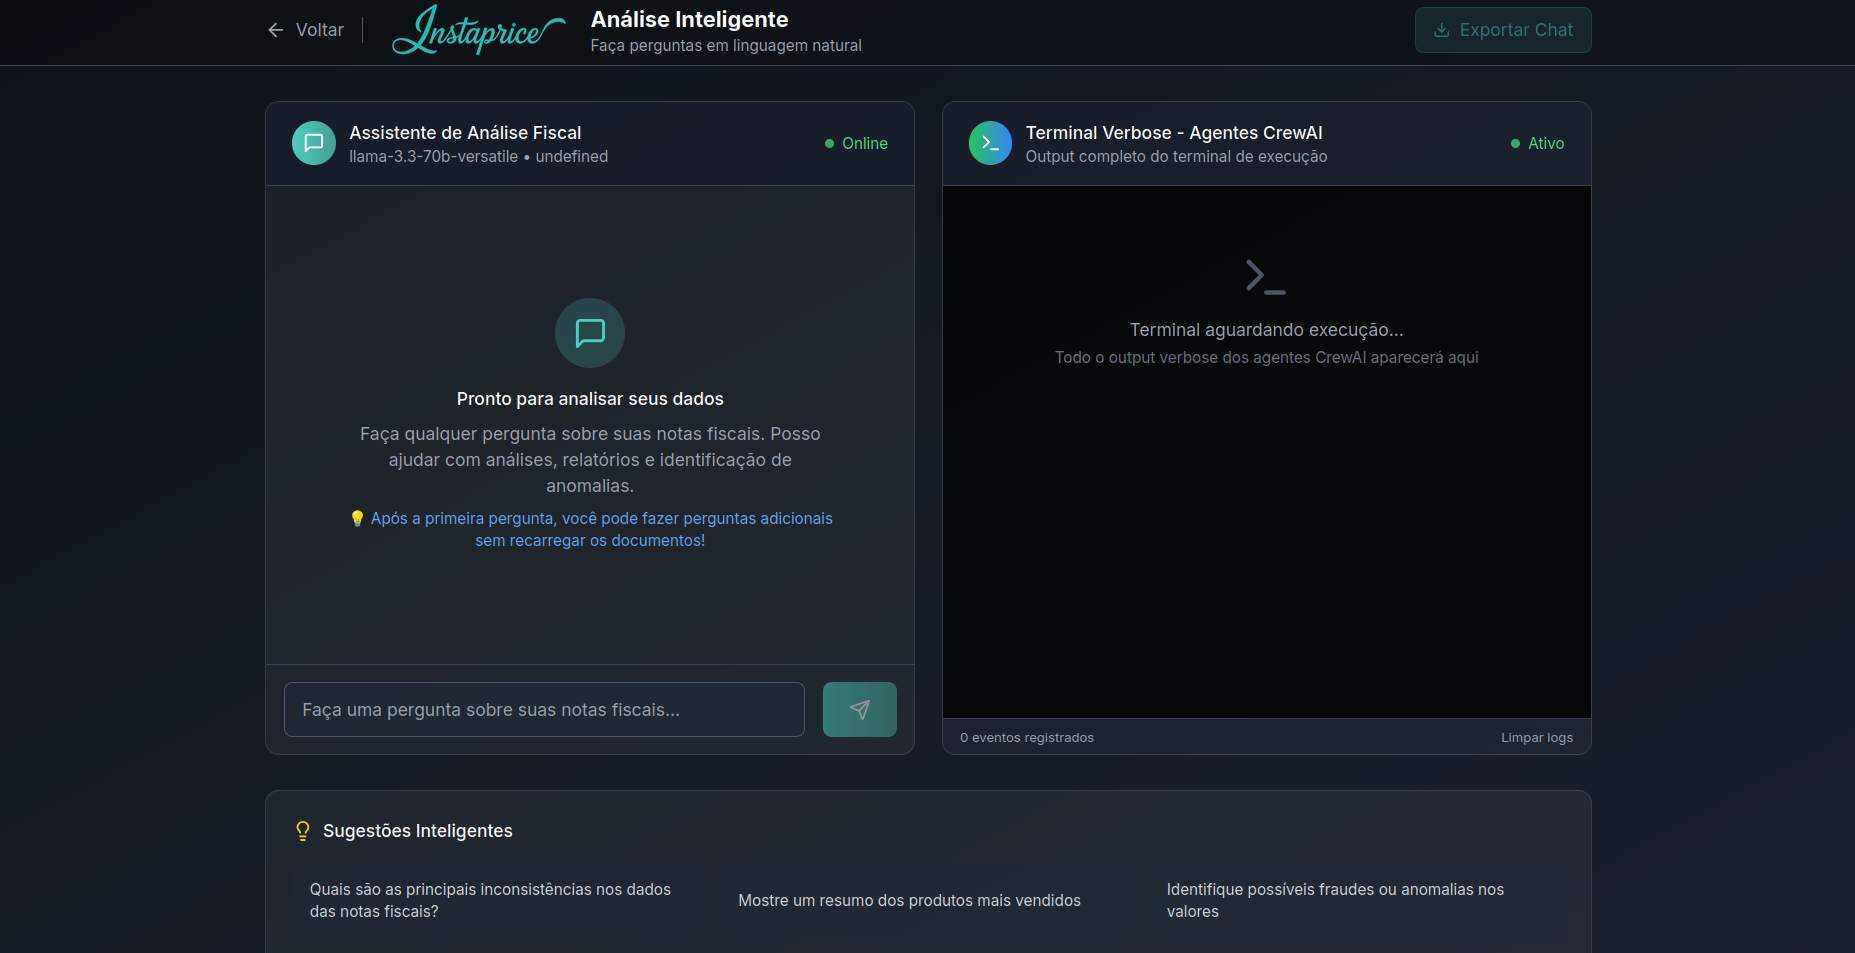 Voltar
Instaprice
Análise Inteligente
Faça perguntas em linguagem natural
Exportar Chat
Assistente de Análise Fiscal
llama-3.3-70b-versatile • undefined
Online
Pronto para analisar seus dados
Faça qualquer pergunta sobre suas notas fiscais. Posso
ajudar com análises, relatórios e identificação de
anomalias.
💡 Após a primeira pergunta, você pode fazer perguntas adicionais
sem recarregar os documentos!
Faça uma pergunta sobre suas notas fiscais...
Terminal Verbose - Agentes CrewAI
Output completo do terminal de execução
Ativo
Terminal aguardando execução...
Todo o output verbose dos agentes CrewAI aparecerá aqui
0 eventos registrados
Limpar logs
Sugestões Inteligentes
Quais são as principais inconsistências nos dados
das notas fiscais?
Mostre um resumo dos produtos mais vendidos
Identifique possíveis fraudes ou anomalias nos
valores